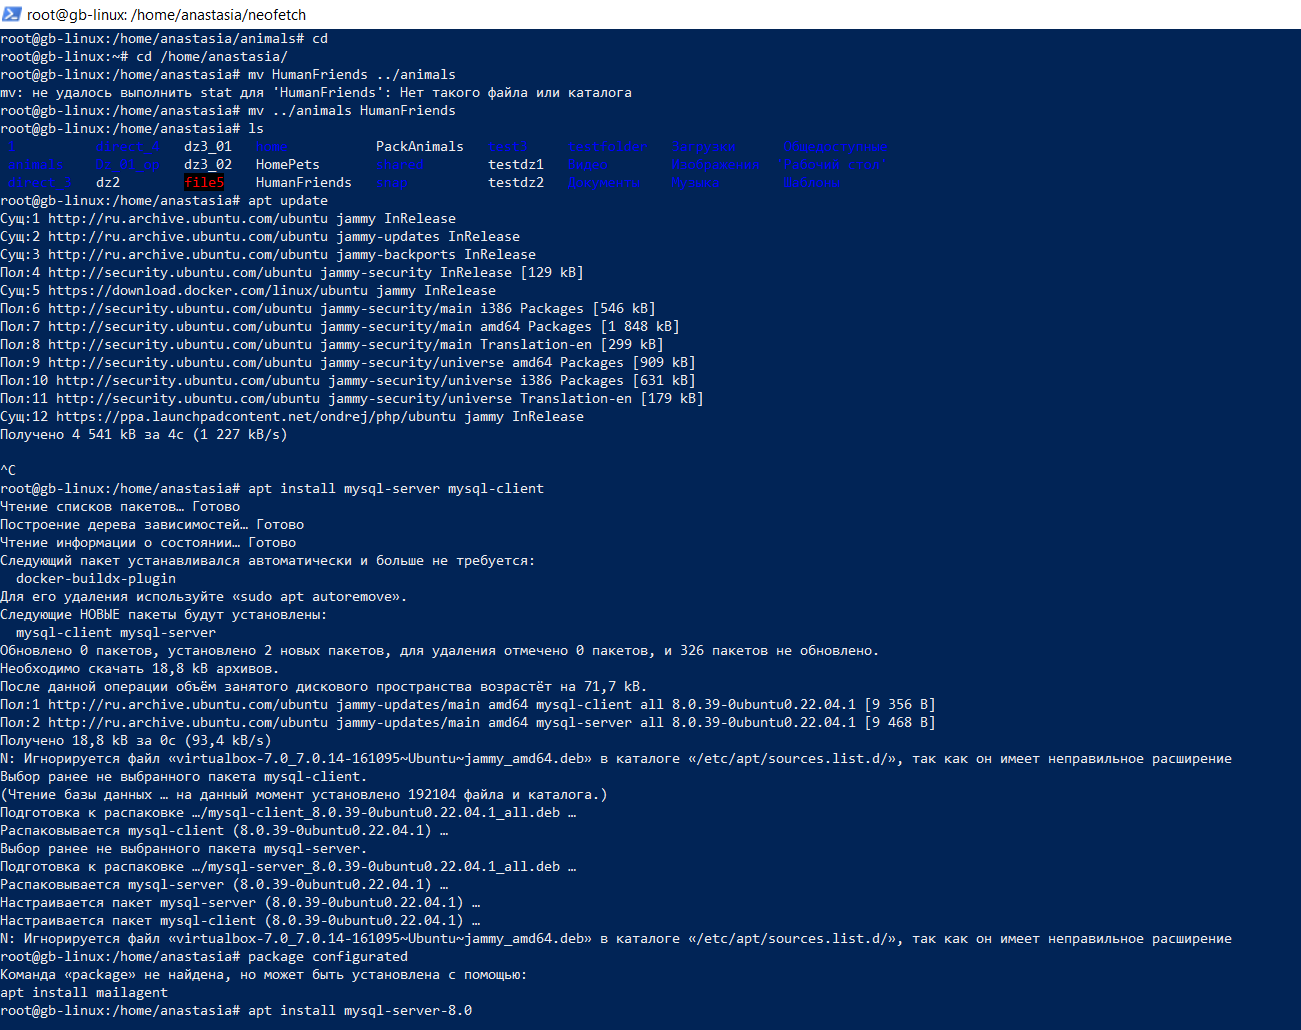 root@gb-linux: /home/anastasia/neofetch
root@gb-linux:/home/anastasia/animals# cd
root@gb-linux:~# cd /home/anastasia/
root@gb-linux:/home/anastasia# mv HumanFriends ../animals
mv: не удалось выполнить stat для 'HumanFriends': Нет такого файла или каталога
root@gb-linux:/home/anastasia# mv ../animals HumanFriends
root@gb-linux:/home/anastasia# ls
1 direct 4 dz3_01 home PackAnimals Загрузки Общедоступные
animals dz3_02 HomePets shared testdz1 Видео Изображения Рабочий стол
dz2 file5 HumanFriends shop testdz2 Документы Музыка Шаблоны
root@gb-linux:/home/anastasia# apt update
Сущ:1 http://ru.archive.ubuntu.com/ubuntu jammy InRelease
Сущ:2 http://ru.archive.ubuntu.com/ubuntu jammy-updates InRelease
Сущ:3 http://ru.archive.ubuntu.com/ubuntu jammy-backports InRelease
Пол:4 http://security.ubuntu.com/ubuntu jammy-security InRelease [129 kB]
Сущ:5 https://download.docker.com/linux/ubuntu jammy InRelease
Пол:6 http://security.ubuntu.com/ubuntu jammy-security/main i386 Packages [546 kB]
Пол:7 http://security.ubuntu.com/ubuntu jammy-security/main amd64 Packages [1 848 kB]
Пол:8 http://security.ubuntu.com/ubuntu jammy-security/main Translation-en [299 kB]
Пол:9 http://security.ubuntu.com/ubuntu jammy-security/universe amd64 Packages [909 kB]
Пол:10 http://security.ubuntu.com/ubuntu jammy-security/universe i386 Packages [631 kB]
Пол:11 http://security.ubuntu.com/ubuntu jammy-security/universe Translation-en [179 kB]
Сущ:12 https://ppa.launchpadcontent.net/ondrej/php/ubuntu jammy InRelease
Получено 4 541 kB за 4с (1 227 kB/s)
^C
root@gb-linux:/home/anastasia# apt install mysql-server mysql-client
Чтение списков пакетов… Готово
Построение дерева зависимостей… Готово
Чтение информации о состоянии… Готово
Следующий пакет устанавливался автоматически и больше не требуется:
docker-buildx-plugin
Для его удаления используйте «sudo apt autoremove».
Следующие НОВЫЕ пакеты будут установлены:
mysql-client mysql-server
Обновлено 0 пакетов, установлено 2 новых пакетов, для удаления отмечено 0 пакетов, и 326 пакетов не обновлено.
Необходимо скачать 18,8 kB архивов.
После данной операции объём занятого дискового пространства возрастёт на 71,7 kB.
Пол:1 http://ru.archive.ubuntu.com/ubuntu jammy-updates/main amd64 mysql-client all 8.0.39-0ubuntu0.22.04.1 [9 356 B]
Пол:2 http://ru.archive.ubuntu.com/ubuntu jammy-updates/main amd64 mysql-server all 8.0.39-0ubuntu0.22.04.1 [9 468 B]
Получено 18,8 kB за 0с (93,4 kB/s)
N: Игнорируется файл «virtualbox-7.0_7.0.14-161095~Ubuntu~jammy_amd64.deb» в каталоге «/etc/apt/sources.list.d/», так как он имеет неправильное расширение
Выбор ранее не выбранного пакета mysql-client.
(Чтение базы данных … на данный момент установлено 192104 файла и каталога.)
Подготовка к распаковке …/mysql-client_8.0.39-0ubuntu0.22.04.1_all.deb …
Распаковывается mysql-client (8.0.39-0ubuntu0.22.04.1) …
Выбор ранее не выбранного пакета mysql-server.
Подготовка к распаковке …/mysql-server_8.0.39-0ubuntu0.22.04.1_all.deb …
Распаковывается mysql-server (8.0.39-0ubuntu0.22.04.1) …
Настраивается пакет mysql-server (8.0.39-0ubuntu0.22.04.1) …
Настраивается пакет mysql-client (8.0.39-0ubuntu0.22.04.1) …
N: Игнорируется файл «virtualbox-7.0_7.0.14-161095~Ubuntu~jammy_amd64.deb» в каталоге «/etc/apt/sources.list.d/», так как он имеет неправильное расширение
root@gb-linux:/home/anastasia# package configurated
Команда «package» не найдена, но может быть установлена с помощью:
apt install mailagent
root@gb-linux:/home/anastasia# apt install mysql-server-8.0